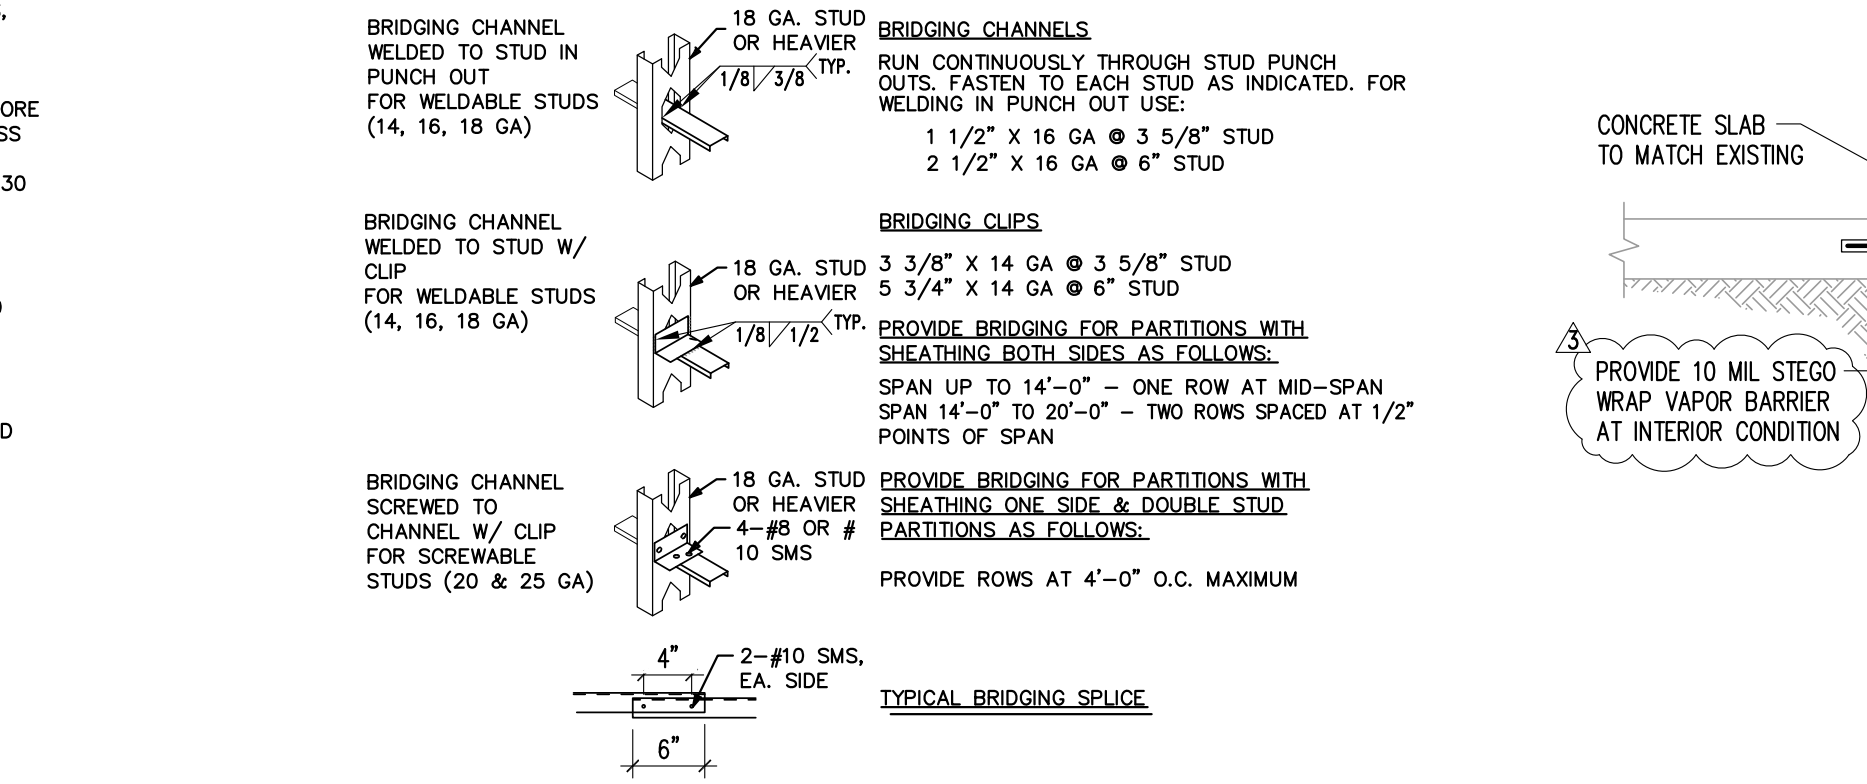 ORE
SS
30
D
BRIDGING CHANNEL
WELDED TO STUD IN
PUNCH OUT
FOR WELDABLE STUDS
(14, 16, 18 GA)
18 GA. STUD
OR HEAVIER
1/8 3/8 TYP.
BRIDGING CHANNELS
RUN CONTINUOUSLY THROUGH STUD PUNCH
OUTS. FASTEN TO EACH STUD AS INDICATED. FOR
WELDING IN PUNCH OUT USE:
1 1/2" X 16 GA @ 3 5/8" STUD
2 1/2" X 16 GA @ 6" STUD
BRIDGING CHANNEL
WELDED TO STUD W/
CLIP
FOR WELDABLE STUDS
(14, 16, 18 GA)
18 GA. STUD
OR HEAVIER
1/8 1/2 TYP.
BRIDGING CLIPS
3 3/8" X 14 GA @ 3 5/8" STUD
5 3/4" X 14 GA @ 6" STUD
PROVIDE BRIDGING FOR PARTITIONS WITH
SHEATHING BOTH SIDES AS FOLLOWS:
SPAN UP TO 14'-0" - ONE ROW AT MID-SPAN
SPAN 14'-0" TO 20'-0" - TWO ROWS SPACED AT 1/2"
POINTS OF SPAN
BRIDGING CHANNEL
SCREWED TO
CHANNEL W/ CLIP
FOR SCREWABLE
STUDS (20 & 25 GA)
18 GA. STUD
OR HEAVIER
4-#8 OR #
10 SMS
PROVIDE BRIDGING FOR PARTITIONS WITH
SHEATHING ONE SIDE & DOUBLE STUD
PARTITIONS AS FOLLOWS:
PROVIDE ROWS AT 4'-0" O.C. MAXIMUM
4"
2-#10 SMS,
EA. SIDE
6"
TYPICAL BRIDGING SPLICE
CONCRETE SLAB
TO MATCH EXISTING
3
PROVIDE 10 MIL STEGO
WRAP VAPOR BARRIER
AT INTERIOR CONDITION